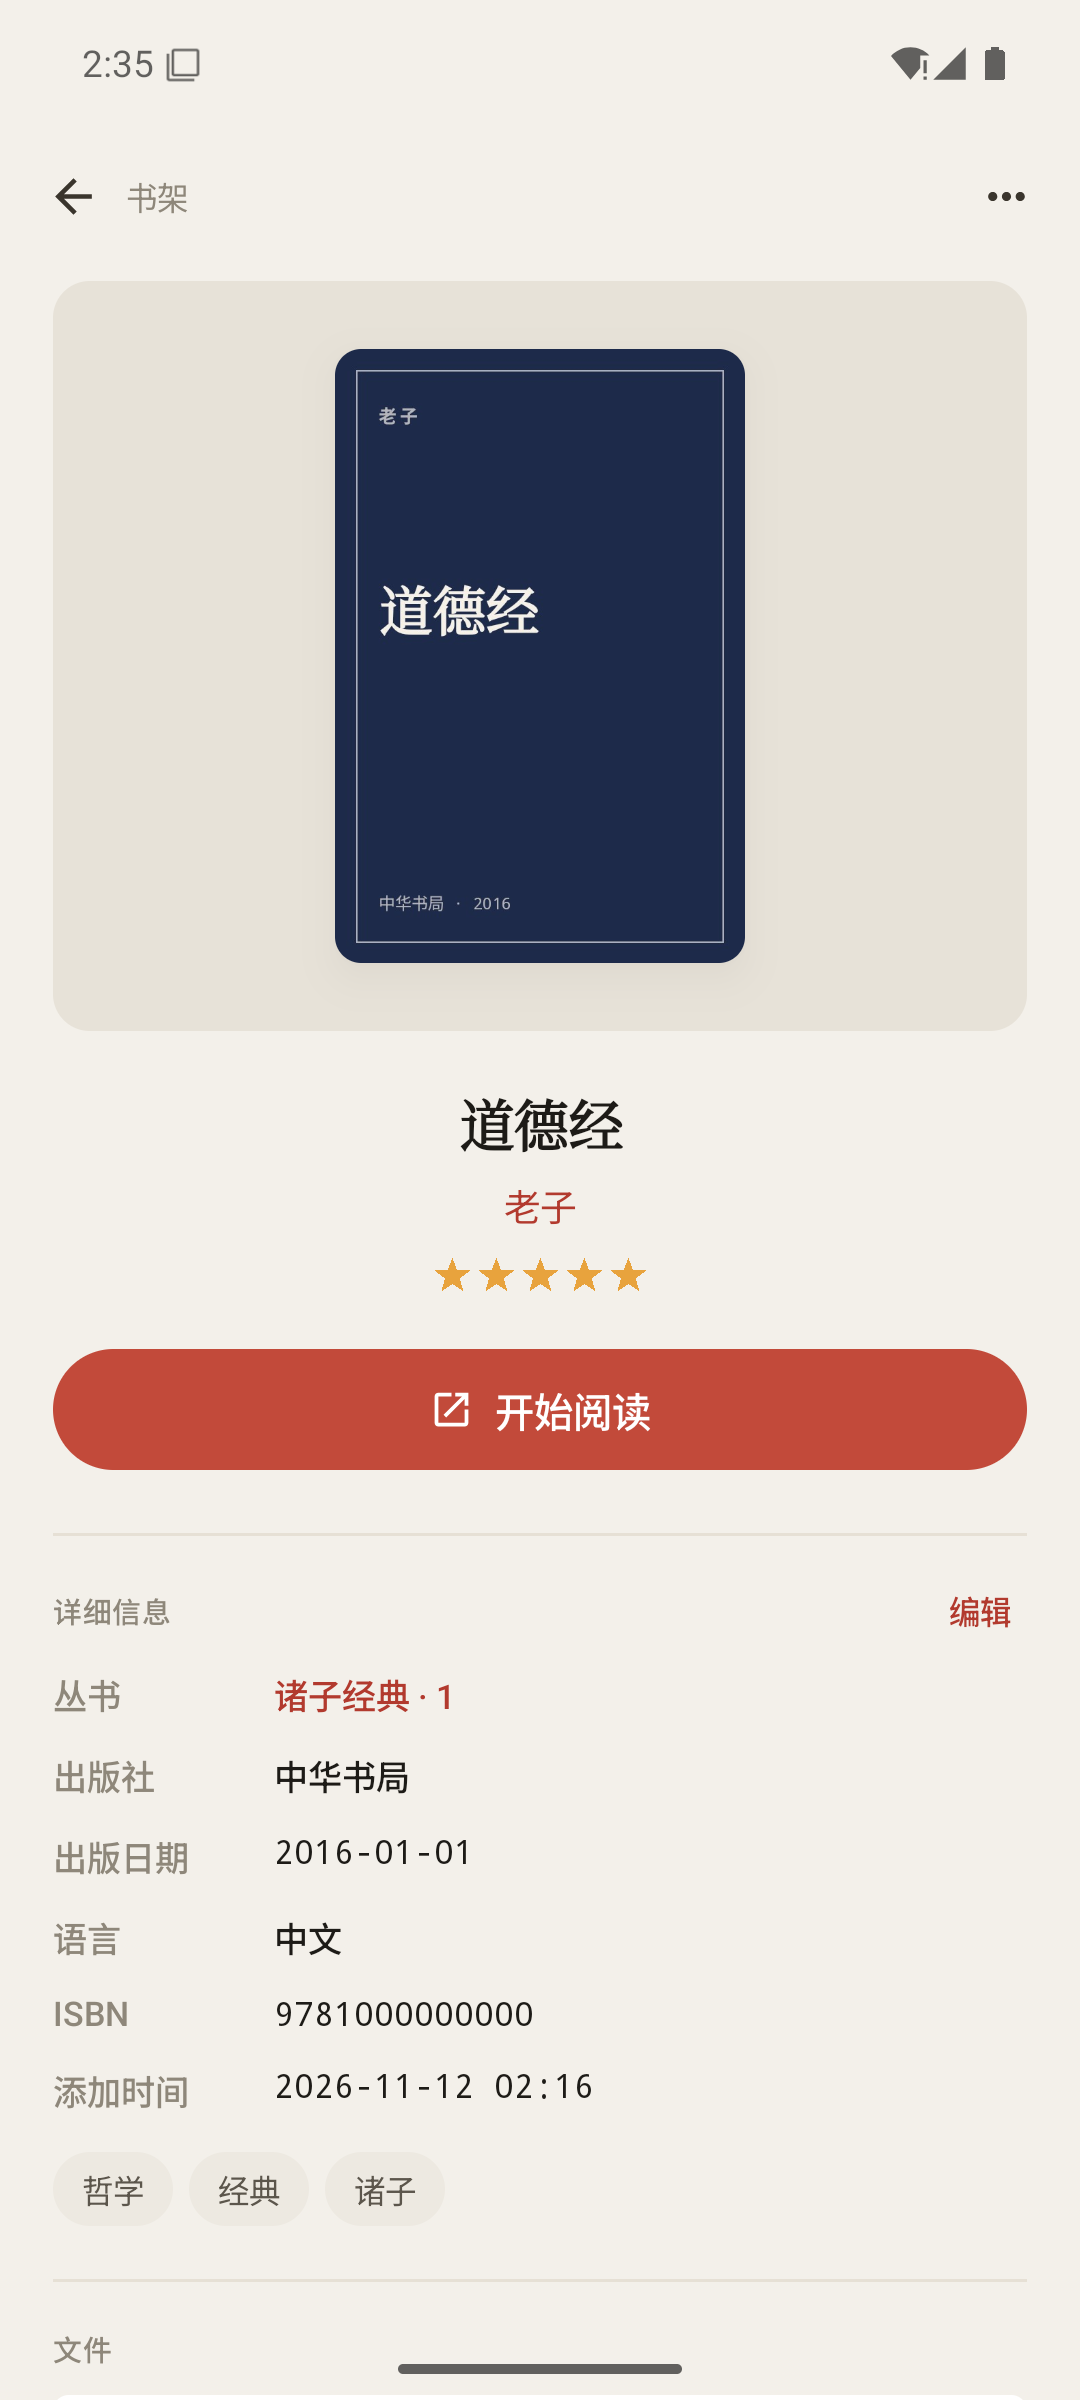 2:35
书架
老子
道德经
中华书局 · 2016
道德经
老子
开始阅读
详细信息
编辑
丛书 诸子经典 · 1
出版社 中华书局
出版日期 2016-01-01
语言 中文
ISBN 9781000000000
添加时间 2026-11-12 02:16
哲学 经典 诸子
文件